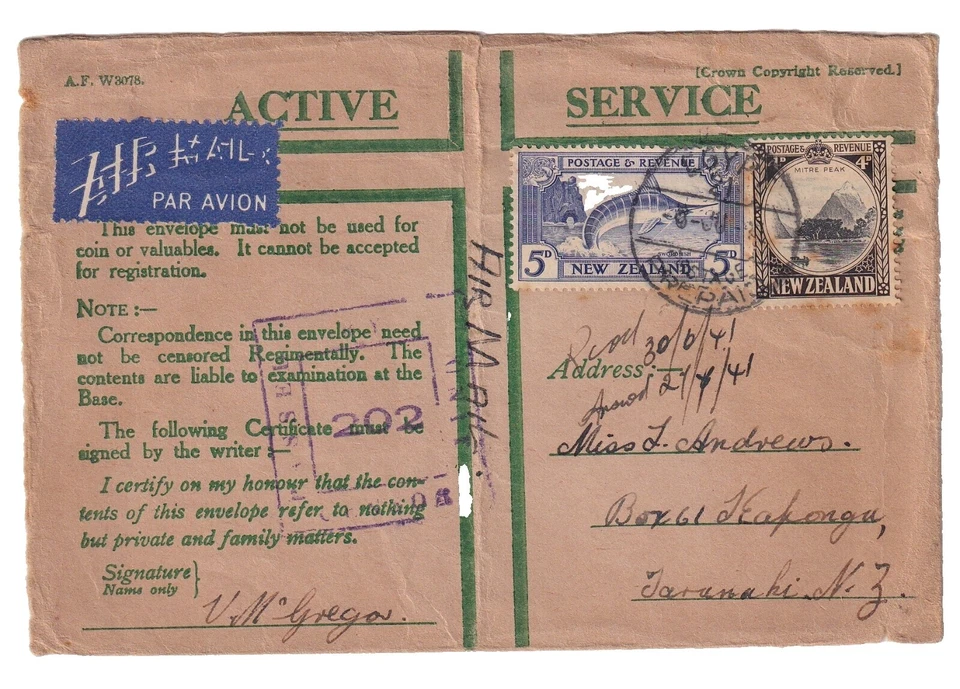 A.F. W3078.
[Crown Copyright Reserved.]
ACTIVE SERVICE
AIR MAIL
PAR AVION
POSTAGE & REVENUE
5D
5D
NEW ZEALAND
POSTAGE & REVENUE
4D
MITRE PEAK
NEW ZEALAND
This envelope must not be used for
coin or valuables. It cannot be accepted
for registration.
NOTE :—
Correspondence in this envelope need
not be censored Regimentally. The
contents are liable to examination at the
Base.
The following Certificate must be
signed by the writer :—
I certify on my honour that the con-
tents of this envelope refer to nothing
but private and family matters.
Signature
Name only
V. McGregor.
202
AIR MAIL
Recd 30/6/41
Address :—
Answd 2/7/41
Miss L. Andrews.
Box 61 Kaponga,
Taranaki. N. Z.